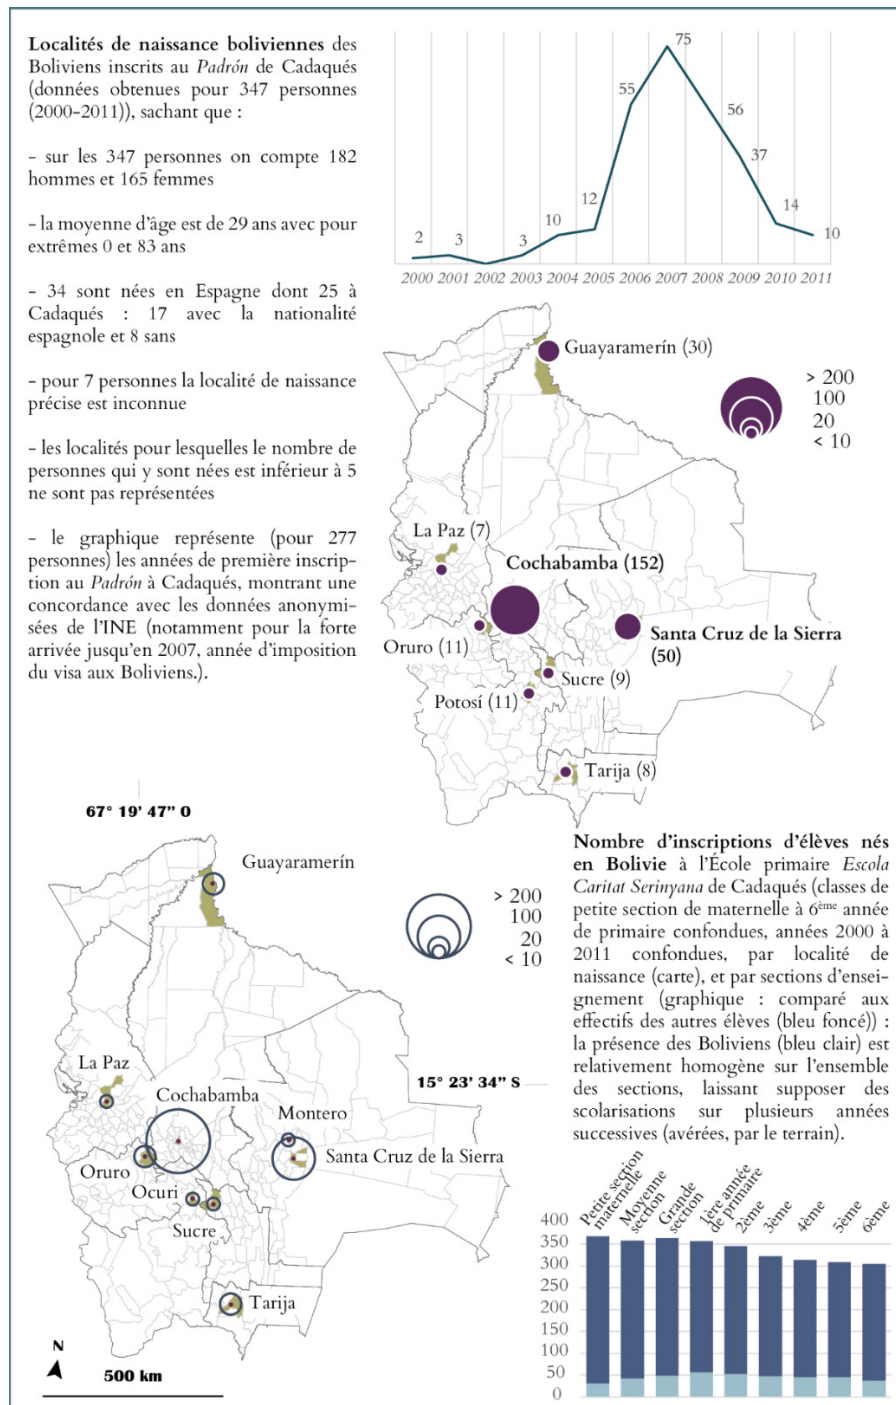 Localités de naissance boliviennes des
Boliviens inscrits au Padrón de Cadaqués
(données obtenues pour 347 personnes
(2000-2011)), sachant que :
- sur les 347 personnes on compte 182
hommes et 165 femmes
- la moyenne d'âge est de 29 ans avec pour
extrêmes 0 et 83 ans
- 34 sont nées en Espagne dont 25 à
Cadaqués : 17 avec la nationalité
espagnole et 8 sans
- pour 7 personnes la localité de naissance
précise est inconnue
- les localités pour lesquelles le nombre de
personnes qui y sont nées est inférieur à 5
ne sont pas représentées
- le graphique représente (pour 277
personnes) les années de première inscrip-
tion au Padrón à Cadaqués, montrant une
concordance avec les données anonymi-
sées de l'INE (notamment pour la forte
arrivée jusqu'en 2007, année d'imposition
du visa aux Boliviens.).
2
3
3
10
12
55
75
56
37
14
10
2000 2001 2002 2003 2004 2005 2006 2007 2008 2009 2010 2011
Guayaramerín (30)
> 200
100
20
< 10
La Paz (7)
Cochabamba (152)
Oruro (11)
Santa Cruz de la Sierra
(50)
Sucre (9)
Potosí (11)
Tarija (8)
67° 19' 47" O
Guayaramerín
> 200
100
20
< 10
La Paz
15° 23' 34" S
Cochabamba
Montero
Oruro
Santa Cruz de la Sierra
Ocuri
Sucre
Tarija
N
500 km
Nombre d'inscriptions d'élèves nés
en Bolivie à l'École primaire Escola
Caritat Serinyana de Cadaqués (classes de
petite section de maternelle à 6ème année
de primaire confondues, années 2000 à
2011 confondues, par localité de
naissance (carte), et par sections d'ensei-
gnement (graphique : comparé aux
effectifs des autres élèves (bleu foncé)) :
la présence des Boliviens (bleu clair) est
relativement homogène sur l'ensemble
des sections, laissant supposer des
scolarisations sur plusieurs années
successives (avérées, par le terrain).
Petite section
maternelle
Moyenne
section
Grande
section
1ère année
de primaire
2ème
3ème
4ème
5ème
6ème
400
350
300
250
200
150
100
50
0